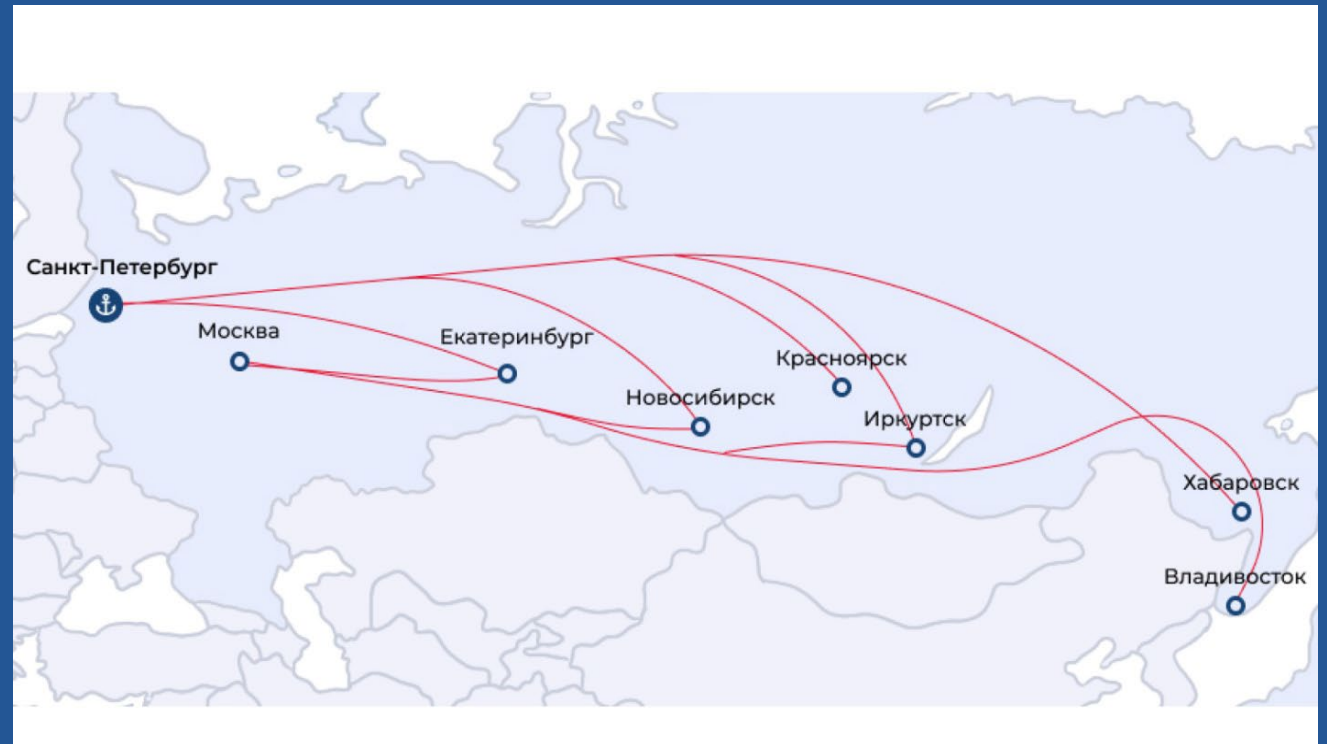 Санкт-Петербург
Москва
Екатеринбург
Красноярск
Новосибирск
Иркуртск
Хабаровск
Владивосток